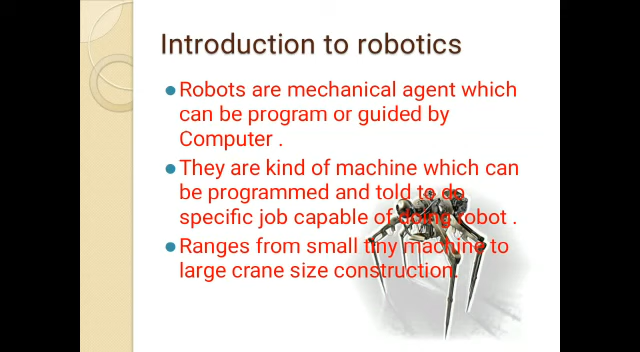 Introduction to robotics
Robots are mechanical agent which
can be program or guided by
Computer .
They are kind of machine which can
be programmed and told to do
specific job capable of doing robot .
Ranges from small tiny machine to
large crane size construction.